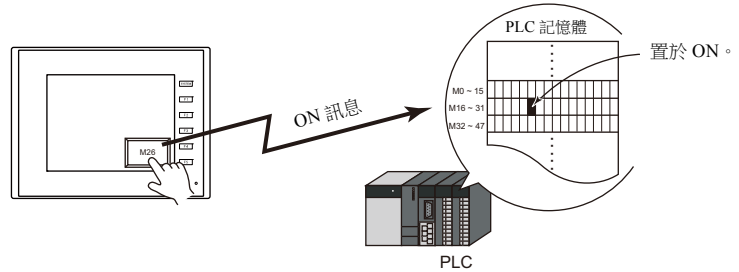 PLC 記憶體
置於 ON。
M0 ~ 15
M16 ~ 31
M32 ~ 47
ON 訊息
M26
PLC